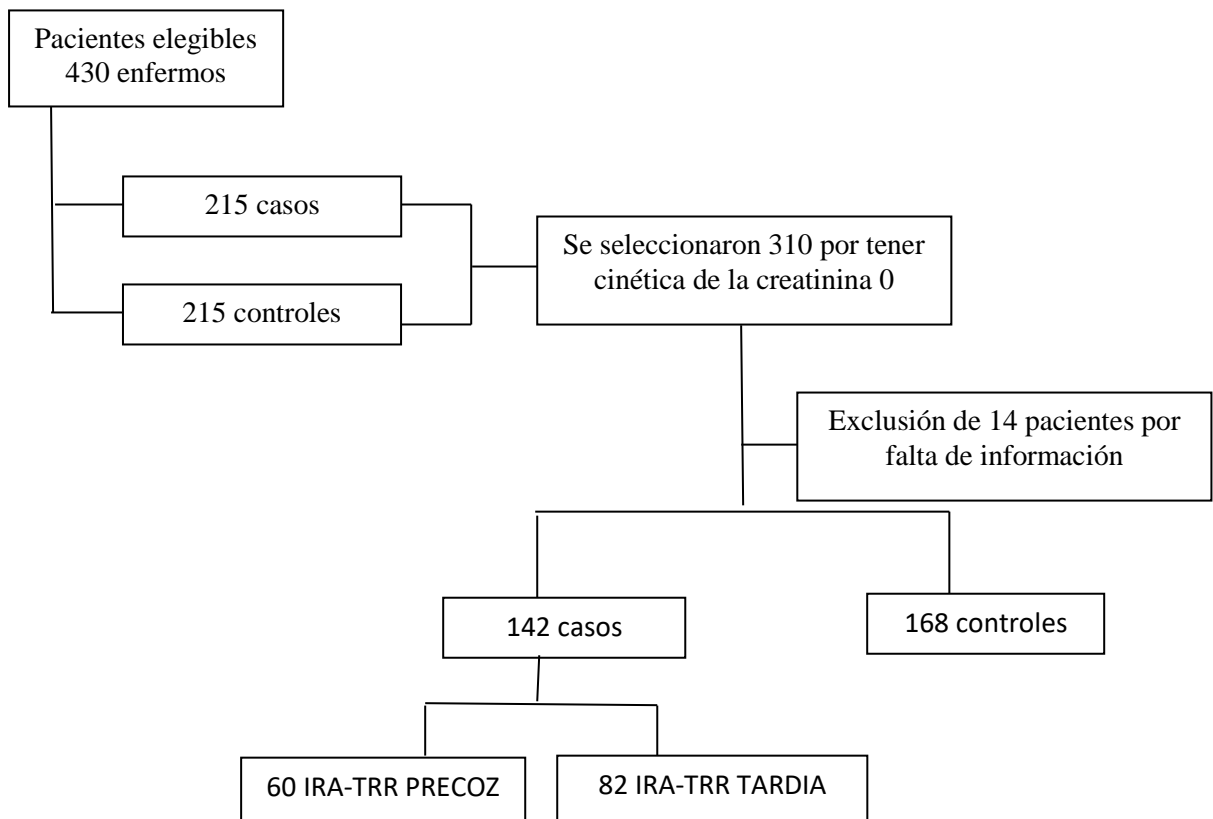 Pacientes elegibles
430 enfermos
215 casos
215 controles
Se seleccionaron 310 por tener
cinética de la creatinina 0
Exclusión de 14 pacientes por
falta de información
142 casos
168 controles
60 IRA-TRR PRECOZ
82 IRA-TRR TARDIA